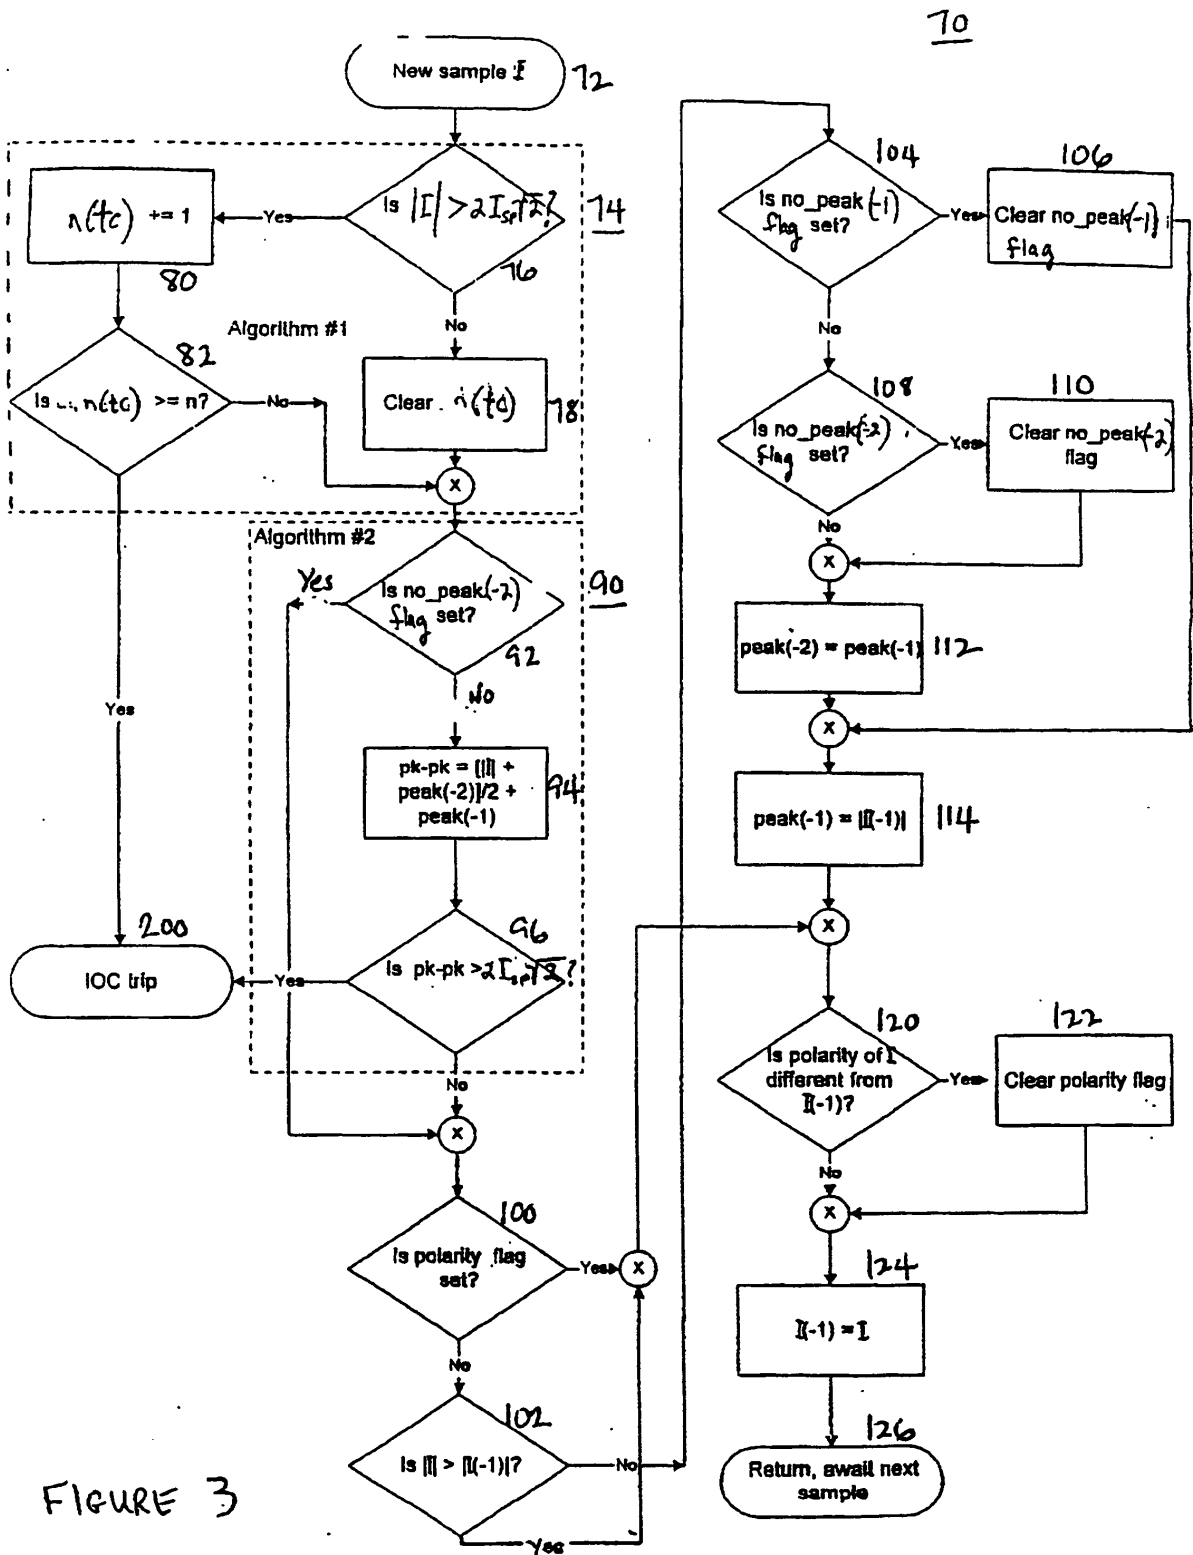 70
New sample I
72
Is |I| > 2I_sp√2?
74
76
Yes
n(tc) += 1
80
No
Algorithm #1
82
Is n(tc) >= n?
No
Clear n(tc)
78
X
Yes
Algorithm #2
Is no_peak(-2)
flag set?
90
92
Yes
NO
pk-pk = [|I| +
peak(-2)]/2 +
peak(-1)
94
96
Is pk-pk > 2I_sp√2?
Yes
200
IOC trip
No
X
100
Is polarity flag
set?
Yes
X
No
102
Is |I| > |I(-1)|?
No
Yes
104
Is no_peak(-1)
flag set?
Yes
106
Clear no_peak(-1)
flag
No
108
Is no_peak(-2)
flag set?
Yes
110
Clear no_peak(-2)
flag
No
X
peak(-2) = peak(-1)
112
X
peak(-1) = |I(-1)|
114
X
120
Is polarity of I
different from
I(-1)?
Yes
122
Clear polarity flag
No
X
124
I(-1) = I
126
Return, await next
sample
FIGURE 3